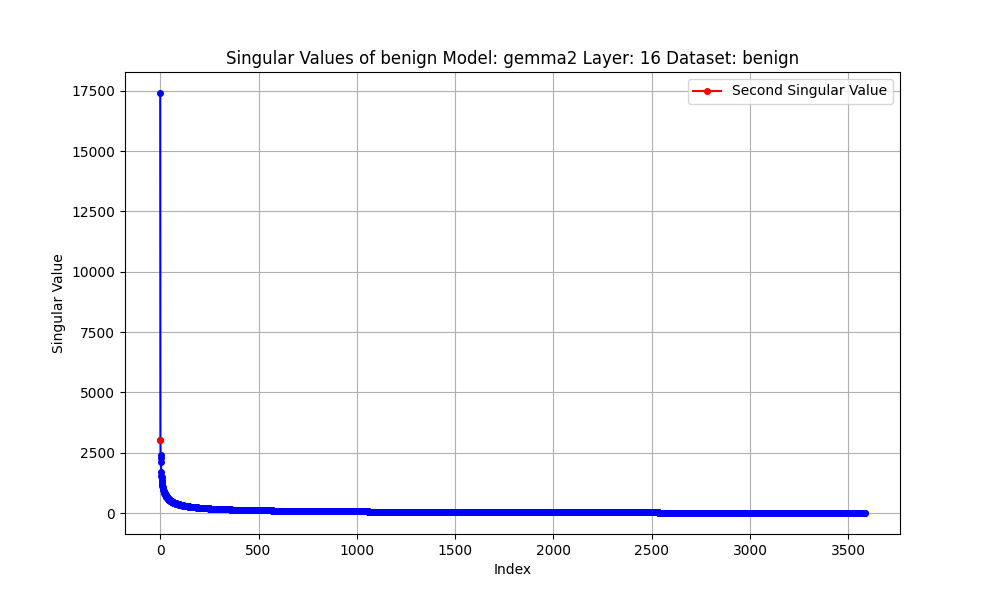 Singular Values of benign Model: gemma2 Layer: 16 Dataset: benign
Second Singular Value
17500
15000
12500
10000
7500
5000
2500
0
Singular Value
0 500 1000 1500 2000 2500 3000 3500
Index